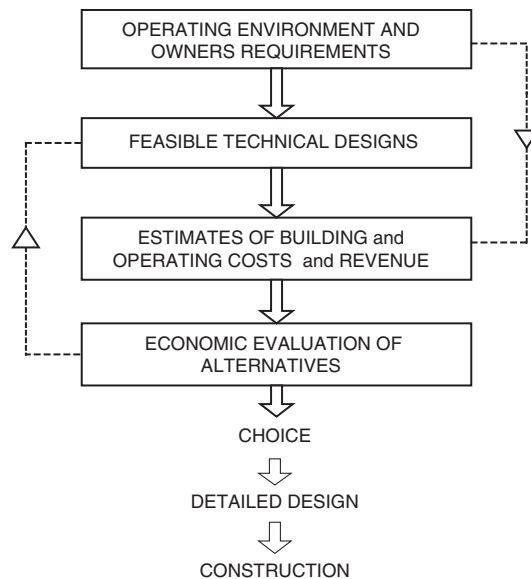 OPERATING ENVIRONMENT AND
OWNERS REQUIREMENTS
FEASIBLE TECHNICAL DESIGNS
ESTIMATES OF BUILDING and
OPERATING COSTS and REVENUE
ECONOMIC EVALUATION OF
ALTERNATIVES
CHOICE
DETAILED DESIGN
CONSTRUCTION